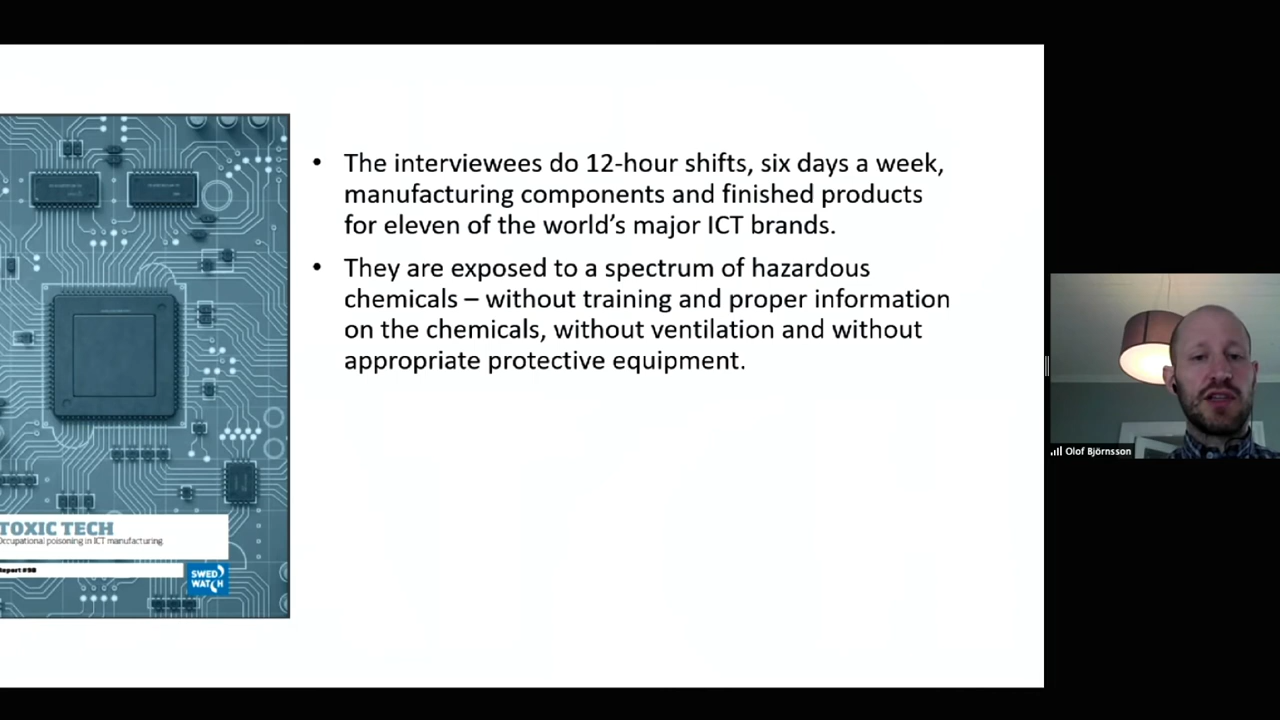 • The interviewees do 12-hour shifts, six days a week,
manufacturing components and finished products
for eleven of the world's major ICT brands.
• They are exposed to a spectrum of hazardous
chemicals – without training and proper information
on the chemicals, without ventilation and without
appropriate protective equipment.
TOXIC TECH
Occupational poisoning in ICT manufacturing
Report #98
SWED
WATCH
Olof Björnsson